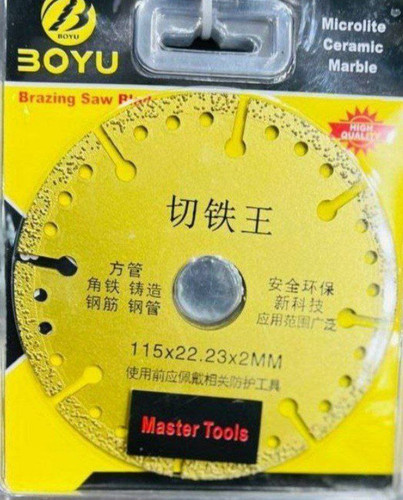 BOYU
BOYU
Brazing Saw Blade
Microlite
Ceramic
Marble
HIGH
QUALITY
切铁王
方管
角铁 铸造
钢筋 钢管
安全环保
新科技
应用范围广泛
115x22.23x2MM
使用前应佩戴相关防护工具
Master Tools